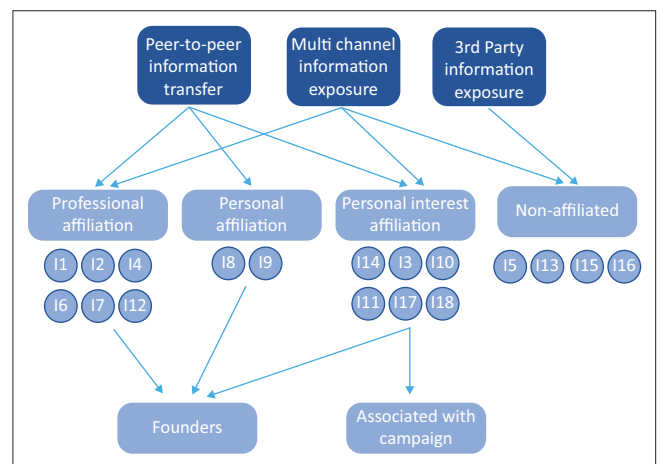 Peer-to-peer
information
transfer
Multi channel
information
exposure
3rd Party
information
exposure
Professional
affiliation
Personal
affiliation
Personal interest
affiliation
Non-affiliated
I1 I2 I4
I6 I7 I12
I8 I9
I14 I3 I10
I11 I17 I18
I5 I13 I15 I16
Founders
Associated with
campaign